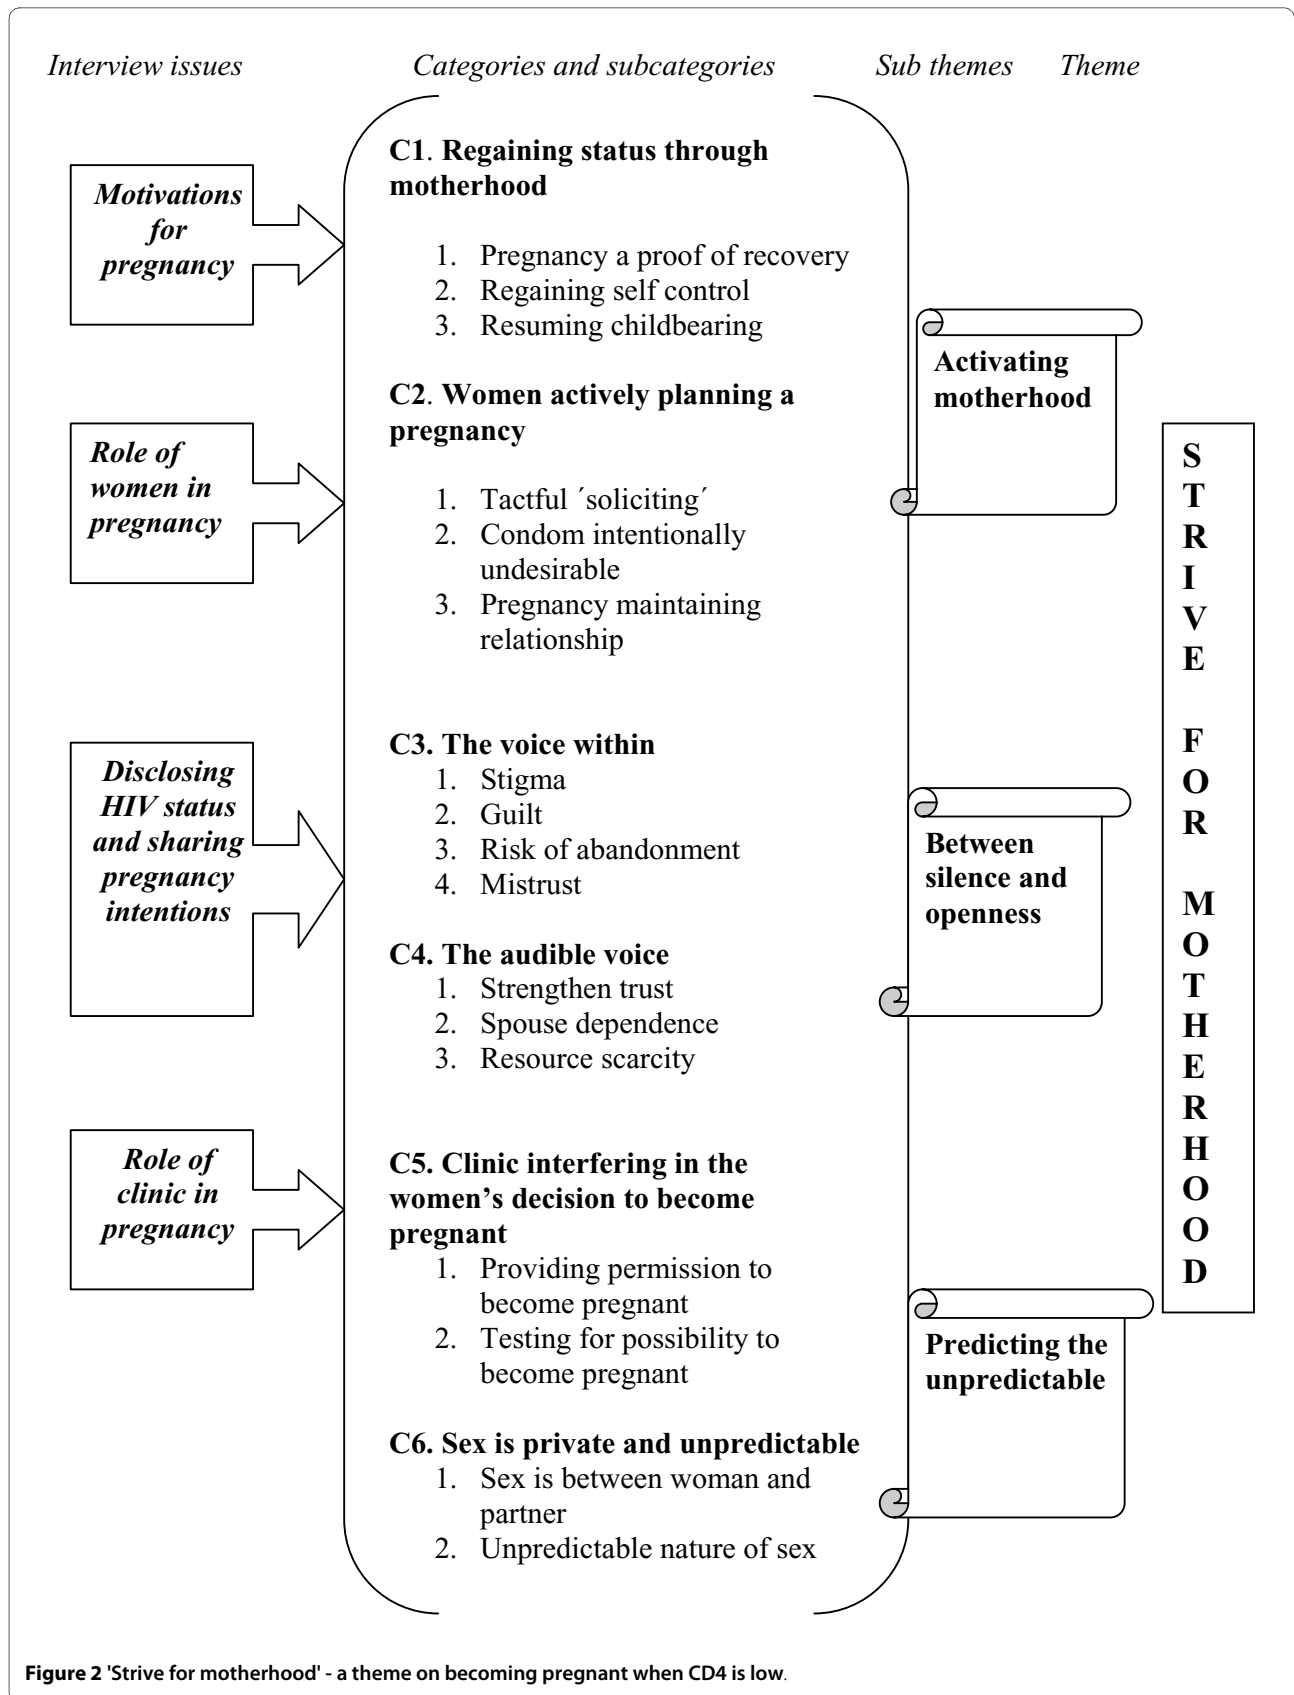 Interview issues
Categories and subcategories
Sub themes
Theme
Motivations
for
pregnancy
Role of
women in
pregnancy
Disclosing
HIV status
and sharing
pregnancy
intentions
Role of
clinic in
pregnancy
C1. Regaining status through
motherhood
1. Pregnancy a proof of recovery
2. Regaining self control
3. Resuming childbearing
C2. Women actively planning a
pregnancy
1. Tactful ´soliciting´
2. Condom intentionally
undesirable
3. Pregnancy maintaining
relationship
C3. The voice within
1. Stigma
2. Guilt
3. Risk of abandonment
4. Mistrust
C4. The audible voice
1. Strengthen trust
2. Spouse dependence
3. Resource scarcity
C5. Clinic interfering in the
women’s decision to become
pregnant
1. Providing permission to
become pregnant
2. Testing for possibility to
become pregnant
C6. Sex is private and unpredictable
1. Sex is between woman and
partner
2. Unpredictable nature of sex
Activating
motherhood
Between
silence and
openness
Predicting the
unpredictable
STRIVE FOR MOTHERHOOD
Figure 2 'Strive for motherhood' - a theme on becoming pregnant when CD4 is low.